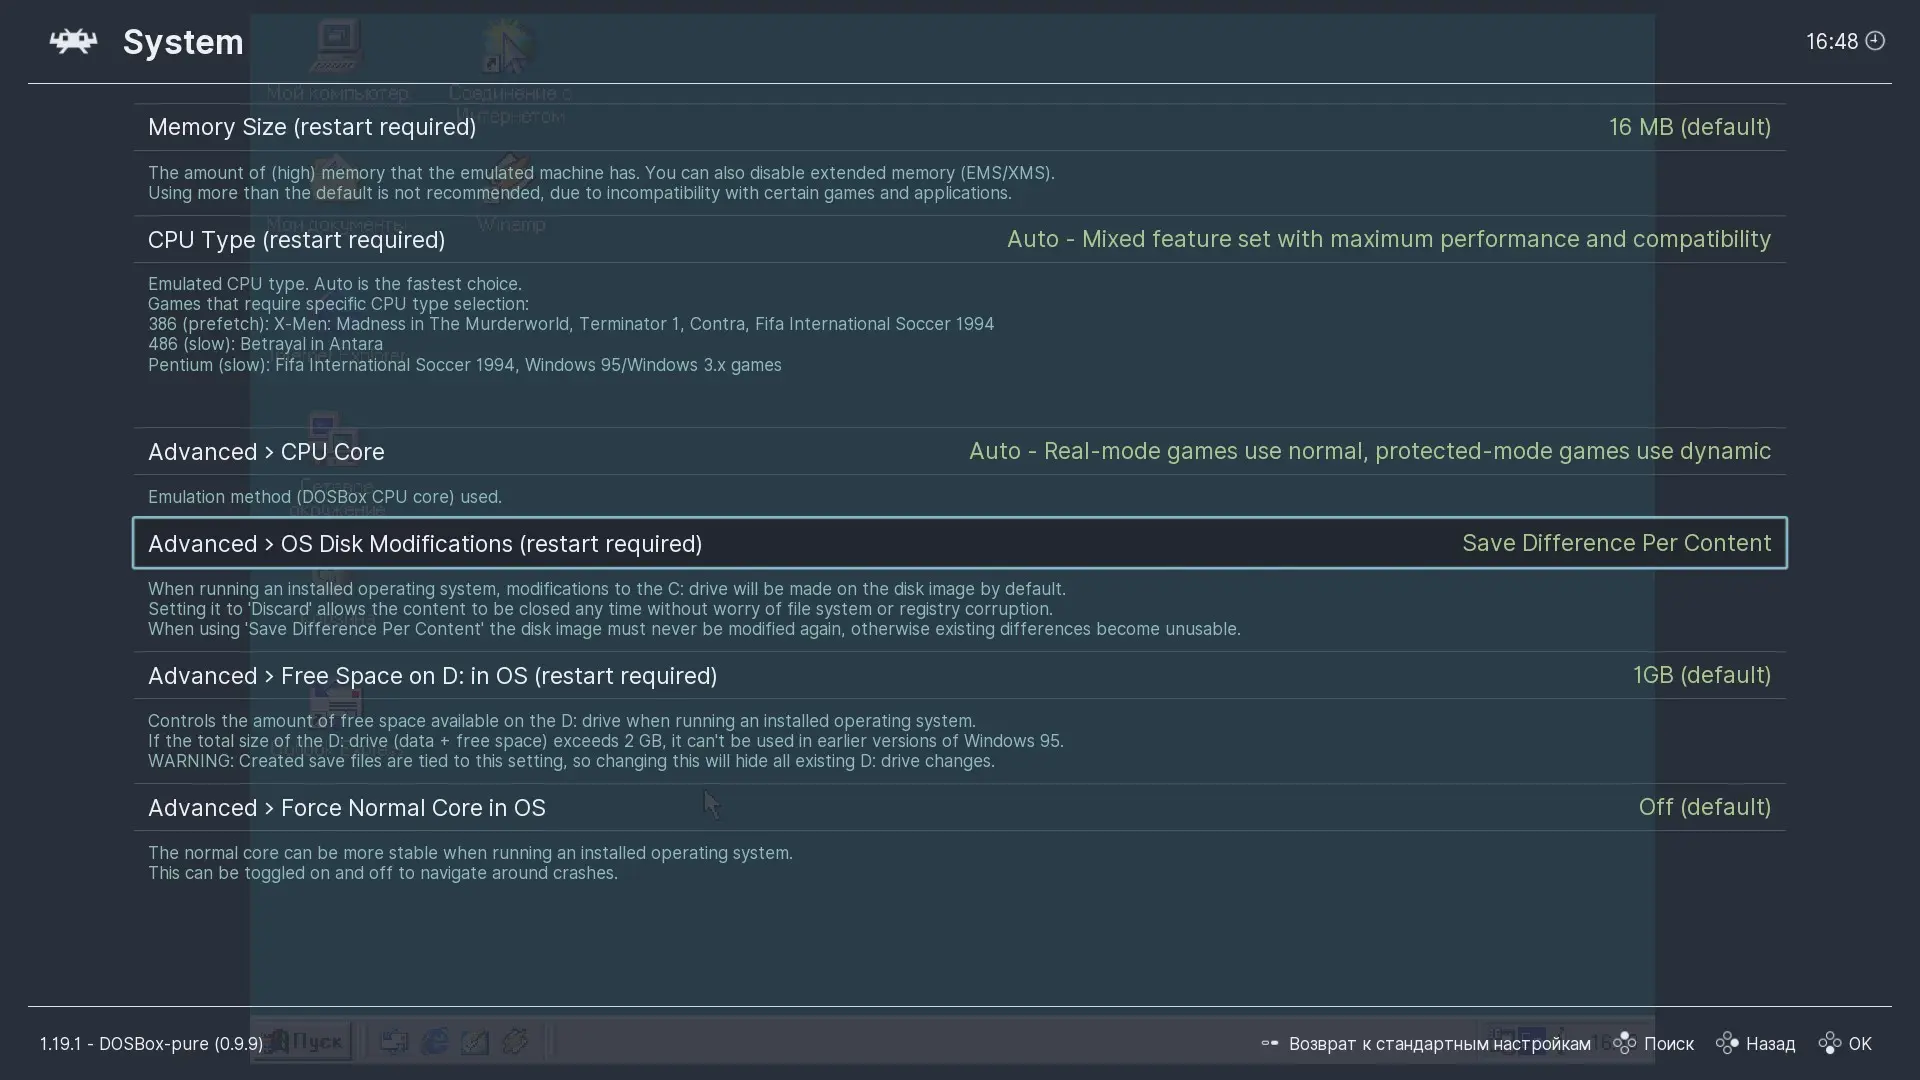 System
16:48
Мой компьютер
Соединение с
Интернетом
Memory Size (restart required)
16 MB (default)
The amount of (high) memory that the emulated machine has. You can also disable extended memory (EMS/XMS).
Using more than the default is not recommended, due to incompatibility with certain games and applications.
Мои документы
Winamp
CPU Type (restart required)
Auto - Mixed feature set with maximum performance and compatibility
Emulated CPU type. Auto is the fastest choice.
Games that require specific CPU type selection:
386 (prefetch): X-Men: Madness in The Murderworld, Terminator 1, Contra, Fifa International Soccer 1994
486 (slow): Betrayal in Antara
Internet Explorer
Pentium (slow): Fifa International Soccer 1994, Windows 95/Windows 3.x games
Advanced > CPU Core
Auto - Real-mode games use normal, protected-mode games use dynamic
Сетевое
Emulation method (DOSBox CPU core) used.
окружение
Advanced > OS Disk Modifications (restart required)
Save Difference Per Content
When running an installed operating system, modifications to the C: drive will be made on the disk image by default.
Setting it to 'Discard' allows the content to be closed any time without worry of file system or registry corruption.
When using 'Save Difference Per Content' the disk image must never be modified again, otherwise existing differences become unusable.
Advanced > Free Space on D: in OS (restart required)
1GB (default)
Controls the amount of free space available on the D: drive when running an installed operating system.
If the total size of the D: drive (data + free space) exceeds 2 GB, it can't be used in earlier versions of Windows 95.
WARNING: Created save files are tied to this setting, so changing this will hide all existing D: drive changes.
Advanced > Force Normal Core in OS
Off (default)
The normal core can be more stable when running an installed operating system.
This can be toggled on and off to navigate around crashes.
1.19.1 - DOSBox-pure (0.9.9)
Пуск
Возврат к стандартным настройкам
Поиск
Назад
OK